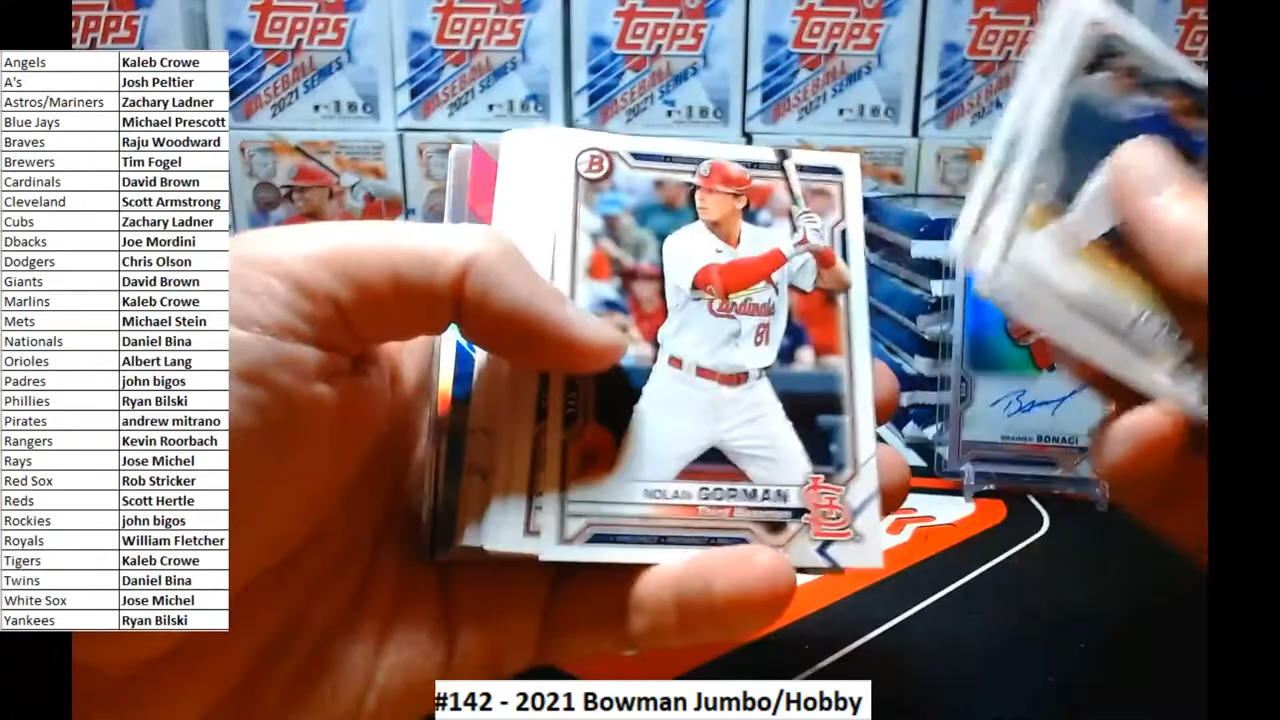 TOPPS
TOPPS
TOPPS
TOPPS
TOPPS
TOPPS
BASEBALL
2021 SERIES
BASEBALL
2021 SERIES
BASEBALL
2021 SERIES
BASEBALL
2021 SERIES
Angels Kaleb Crowe
A's Josh Peltier
Astros/Mariners Zachary Ladner
Blue Jays Michael Prescott
Braves Raju Woodward
Brewers Tim Fogel
Cardinals David Brown
Cleveland Scott Armstrong
Cubs Zachary Ladner
Dbacks Joe Mordini
Dodgers Chris Olson
Giants David Brown
Marlins Kaleb Crowe
Mets Michael Stein
Nationals Daniel Bina
Orioles Albert Lang
Padres john bigos
Phillies Ryan Bilski
Pirates andrew mitrano
Rangers Kevin Roorbach
Rays Jose Michel
Red Sox Rob Stricker
Reds Scott Hertle
Rockies john bigos
Royals William Fletcher
Tigers Kaleb Crowe
Twins Daniel Bina
White Sox Jose Michel
Yankees Ryan Bilski
B
Cardinals
81
NOLAN GORMAN
STL
BONACI
#142 - 2021 Bowman Jumbo/Hobby